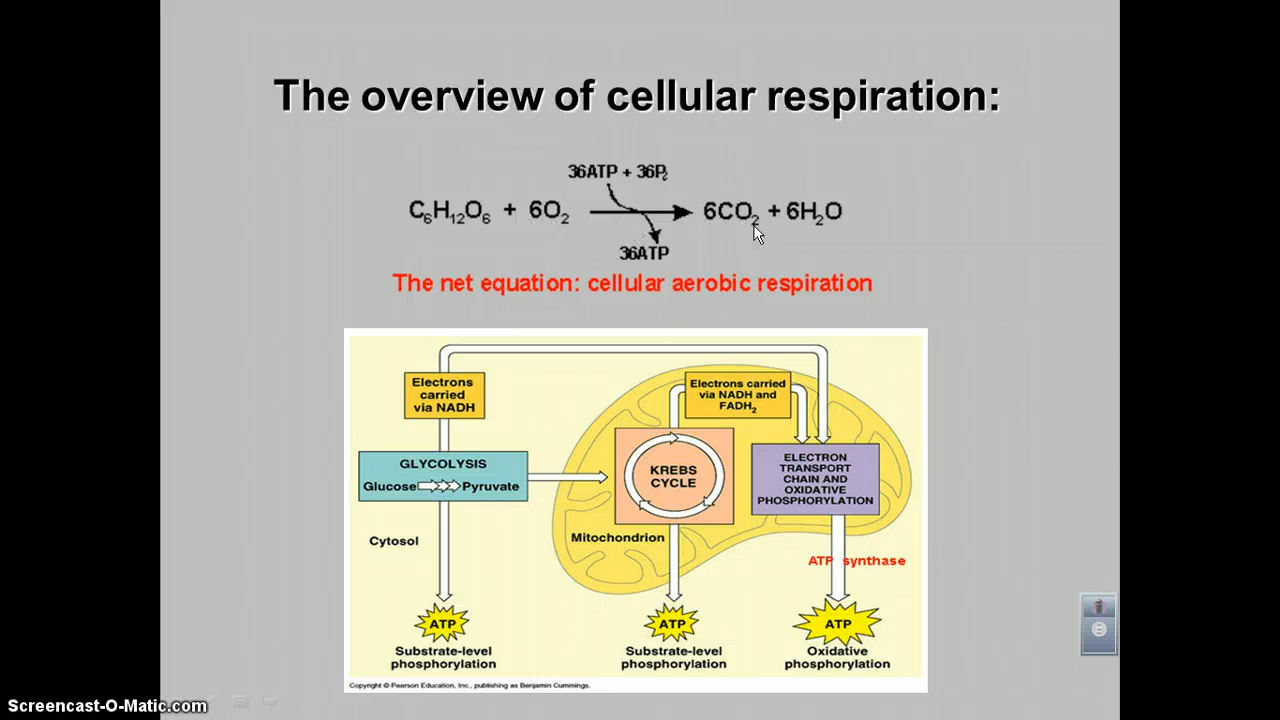 The overview of cellular respiration:
36ATP + 36P₂
C₆H₁₂O₆ + 6O₂ 6CO₂ + 6H₂O
36ATP
The net equation: cellular aerobic respiration
Electrons
carried
via NADH
Electrons carried
via NADH and
FADH₂
GLYCOLYSIS
Glucose Pyruvate
KREBS
CYCLE
ELECTRON
TRANSPORT
CHAIN AND
OXIDATIVE
PHOSPHORYLATION
Cytosol
Mitochondrion
ATP synthase
ATP
Substrate-level
phosphorylation
ATP
Substrate-level
phosphorylation
ATP
Oxidative
phosphorylation
Copyright © Pearson Education, Inc., publishing as Benjamin Cummings.
Screencast-O-Matic.com